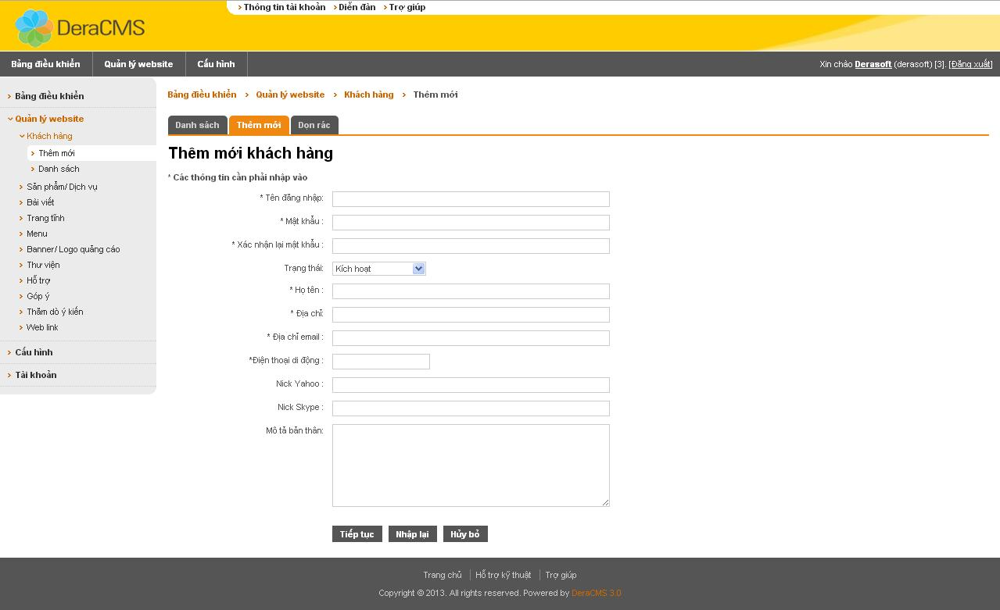 Thông tin tài khoản Diễn đàn Trợ giúp
DeraCMS
Bảng điều khiển Quản lý website Cấu hình Xin chào Derasoft (derasoft) [3]. [Đăng xuất]
Bảng điều khiển
Quản lý website
Khách hàng
Thêm mới
Danh sách
Sản phẩm/ Dịch vụ
Bài viết
Trang tĩnh
Menu
Banner/ Logo quảng cáo
Thư viện
Hỗ trợ
Góp ý
Thăm dò ý kiến
Web link
Cấu hình
Tài khoản
Bảng điều khiển Quản lý website Khách hàng Thêm mới
Danh sách Thêm mới Dọn rác
Thêm mới khách hàng
* Các thông tin cần phải nhập vào
* Tên đăng nhập:
* Mật khẩu :
* Xác nhận lại mật khẩu :
Trạng thái: Kích hoạt
* Họ tên :
* Địa chỉ:
* Địa chỉ email :
*Điện thoại di động :
Nick Yahoo :
Nick Skype :
Mô tả bản thân:
Tiếp tục Nhập lại Hủy bỏ
Trang chủ Hỗ trợ kỹ thuật Trợ giúp
Copyright © 2013. All rights reserved. Powered by DeraCMS 3.0